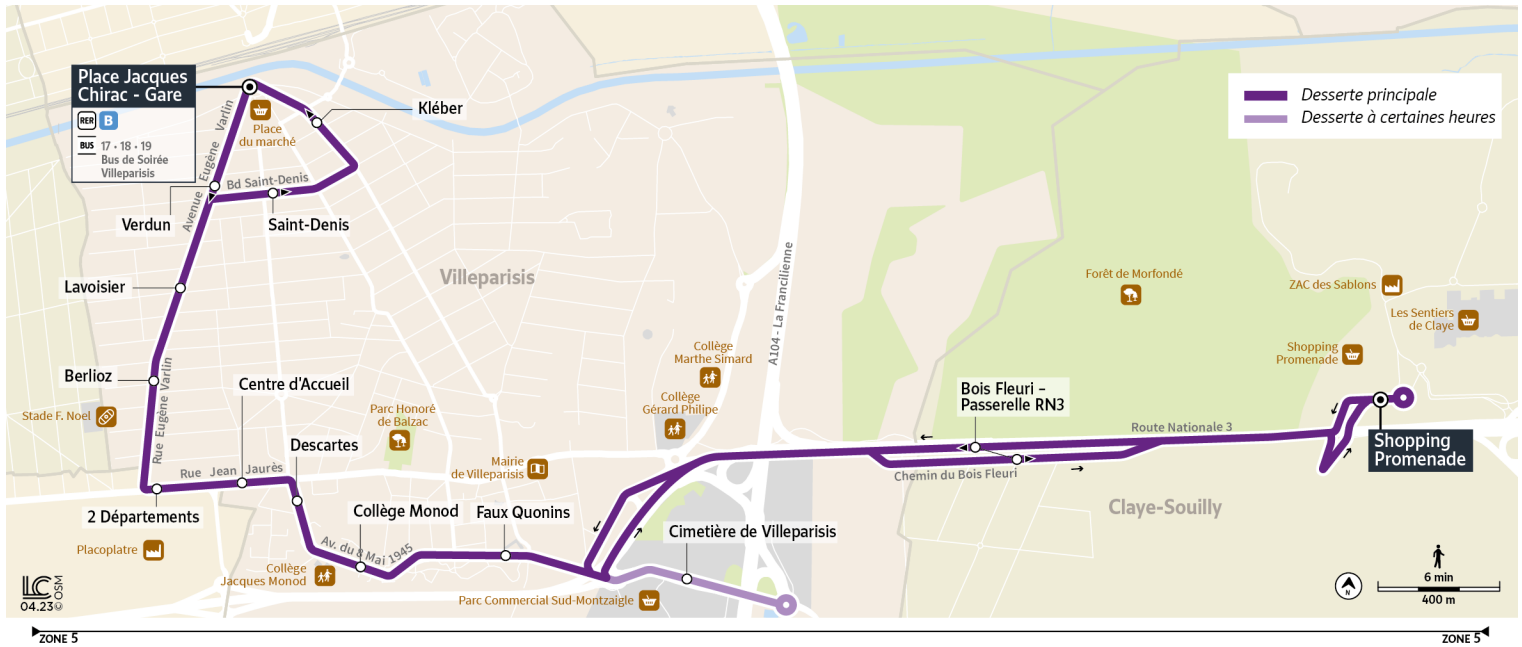 Place Jacques
Chirac - Gare
RER B
BUS 17 • 18 • 19
Bus de Soirée
Villeparisis
Place
du marché
Kléber
Avenue Eugène Varlin
Bd Saint-Denis
Verdun
Saint-Denis
Lavoisier
Villeparisis
Berlioz
Stade F. Noel
Rue Eugène Varlin
Centre d'Accueil
Parc Honoré
de Balzac
Descartes
Rue Jean Jaurès
2 Départements
Placoplatre
Collège Monod
Faux Quonins
Av. du 8 Mai 1945
Collège
Jacques Monod
Mairie
de Villeparisis
Collège
Marthe Simard
Collège
Gérard Philipe
A104 - La Francilienne
Cimetière de Villeparisis
Parc Commercial Sud-Montzaigle
Bois Fleuri –
Passerelle RN3
Chemin du Bois Fleuri
Route Nationale 3
Forêt de Morfondé
ZAC des Sablons
Les Sentiers
de Claye
Shopping
Promenade
Shopping
Promenade
Claye-Souilly
Desserte principale
Desserte à certaines heures
N
6 min
400 m
LC
04.23 © OSM
ZONE 5
ZONE 5